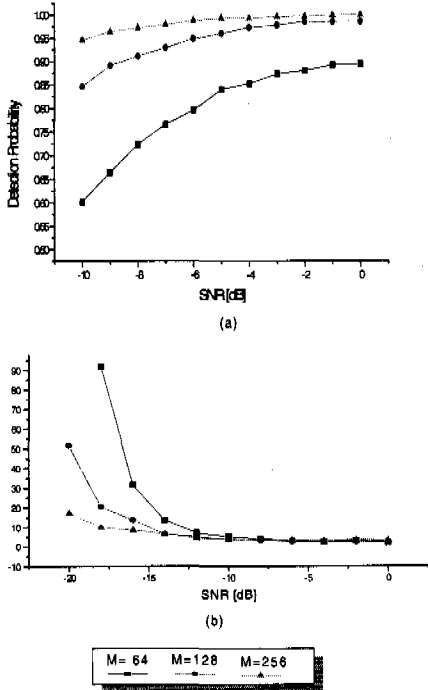 1.00
0.95
0.90
0.85
0.80
0.75
0.70
0.65
0.60
0.55
0.50
Detection Probability
-10 -8 -6 -4 -2 0
SNR [dB]
(a)
90
80
70
60
50
40
30
20
10
0
-10
-20 -15 -10 -5 0
SNR [dB]
(b)
M= 64 M=128 M=256